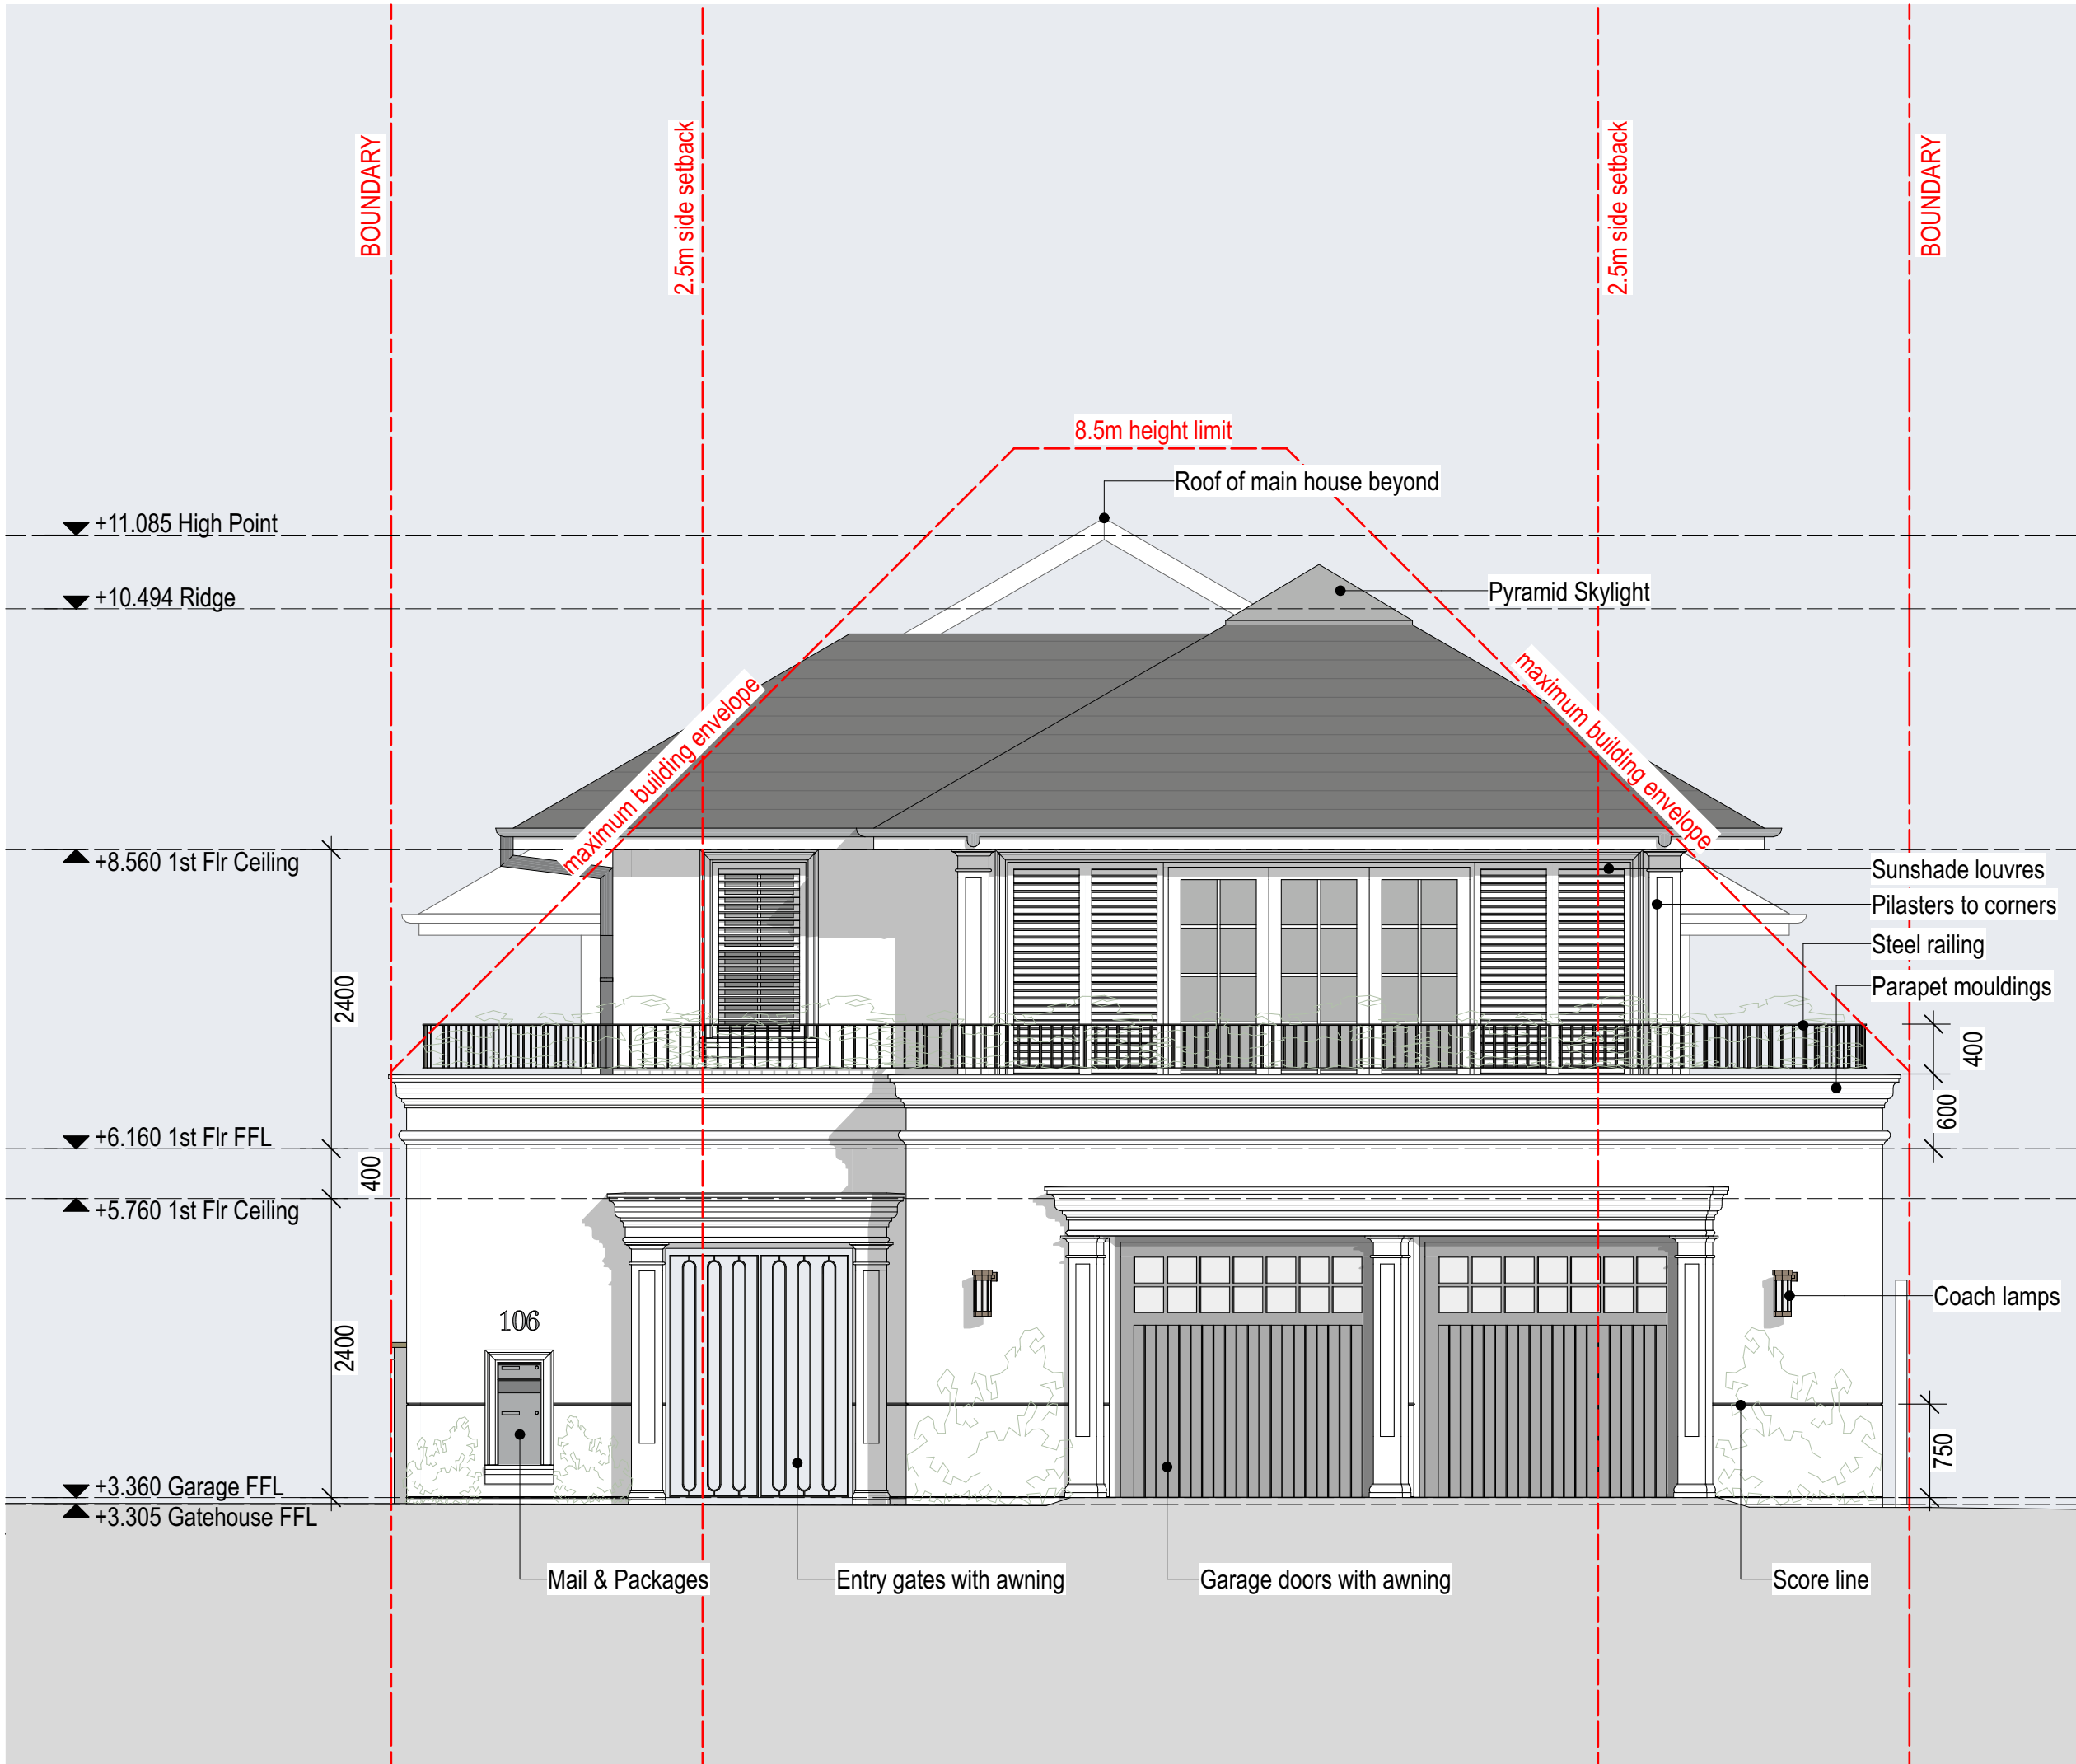 BOUNDARY
2.5m side setback
2.5m side setback
BOUNDARY
8.5m height limit
Roof of main house beyond
+11.085 High Point
Pyramid Skylight
+10.494 Ridge
maximum building envelope
maximum building envelope
+8.560 1st Flr Ceiling
Sunshade louvres
Pilasters to corners
Steel railing
Parapet mouldings
2400
400
600
+6.160 1st Flr FFL
400
+5.760 1st Flr Ceiling
Coach lamps
106
2400
750
+3.360 Garage FFL
+3.305 Gatehouse FFL
Mail & Packages
Entry gates with awning
Garage doors with awning
Score line